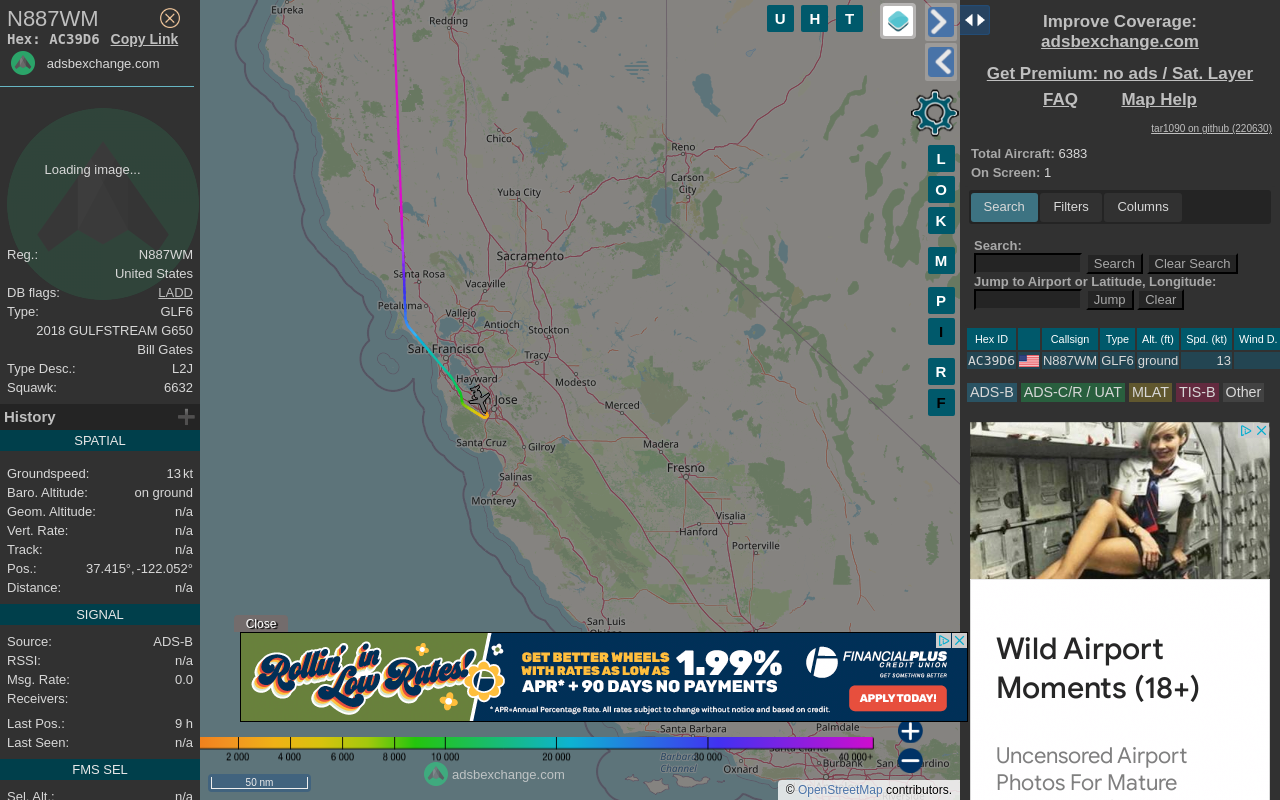 N887WM
Hex: AC39D6 Copy Link
adsbexchange.com
Loading image...
Reg.: N887WM
United States
DB flags: LADD
Type: GLF6
2018 GULFSTREAM G650
Bill Gates
Type Desc.: L2J
Squawk: 6632
History
SPATIAL
Groundspeed: 13 kt
Baro. Altitude: on ground
Geom. Altitude: n/a
Vert. Rate: n/a
Track: n/a
Pos.: 37.415°, -122.052°
Distance: n/a
SIGNAL
Source: ADS-B
RSSI: n/a
Msg. Rate: 0.0
Receivers:
Last Pos.: 9 h
Last Seen: n/a
FMS SEL
Sel. Alt.: n/a
Eureka
Redding
Chico
Reno
Carson
City
Yuba City
Sacramento
Santa Rosa
Vacaville
Petaluma
Vallejo
Antioch
Stockton
San Francisco
Tracy
Hayward
Modesto
Jose
Merced
Santa Cruz
Gilroy
Madera
Salinas
Fresno
Monterey
Visalia
Hanford
Porterville
San Luis
Santa Barbara
Palmdale
Santa Clarita
Barbara
Channel
Oxnard
Burbank
U H T
L
O
K
M
P
I
R
F
Close
Rollin' in
Low Rates!
GET BETTER WHEELS
WITH RATES AS LOW AS 1.99%
APR* + 90 DAYS NO PAYMENTS
* APR=Annual Percentage Rate. All rates subject to change without notice and based on credit.
FINANCIALPLUS
CREDIT UNION
GET SOMETHING BETTER
APPLY TODAY!
2 000 4 000 6 000 8 000 10 000 20 000 30 000 40 000+
adsbexchange.com
50 nm
© OpenStreetMap contributors.
Improve Coverage:
adsbexchange.com
Get Premium: no ads / Sat. Layer
FAQ Map Help
tar1090 on github (220630)
Total Aircraft: 6383
On Screen: 1
Search Filters Columns
Search:
Search Clear Search
Jump to Airport or Latitude, Longitude:
Jump Clear
Hex ID Callsign Type Alt. (ft) Spd. (kt) Wind D.
AC39D6 N887WM GLF6 ground 13
ADS-B ADS-C/R / UAT MLAT TIS-B Other
Wild Airport
Moments (18+)
Uncensored Airport
Photos For Mature